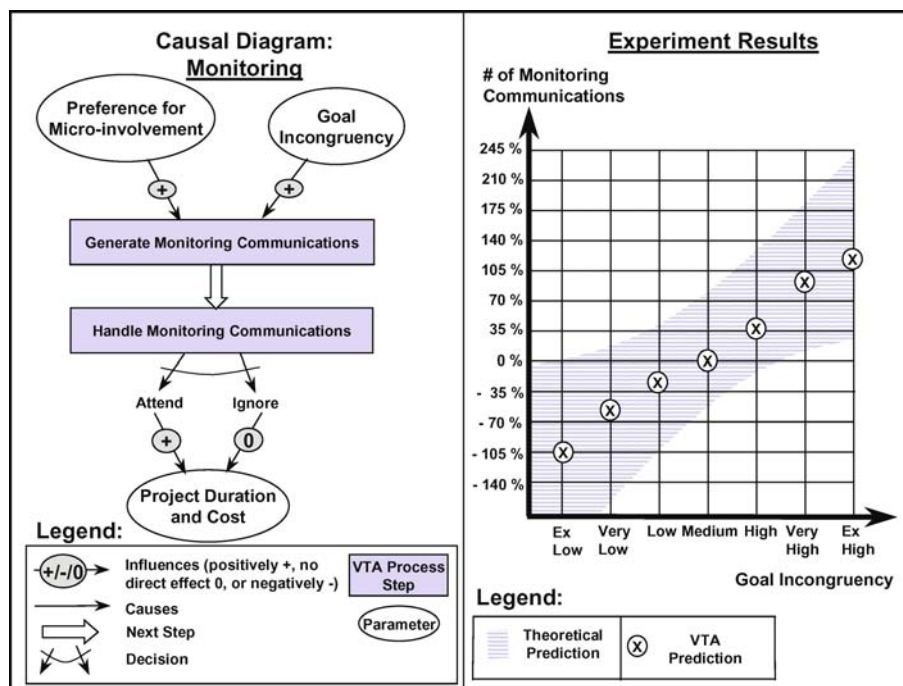 Causal Diagram:
Monitoring
Preference for
Micro-involvement
Goal
Incongruency
+
+
Generate Monitoring Communications
Handle Monitoring Communications
Attend
Ignore
+
0
Project Duration
and Cost
Legend:
+/-/0
Influences (positively +, no
direct effect 0, or negatively -)
Causes
Next Step
Decision
VTA Process
Step
Parameter
Experiment Results
# of Monitoring
Communications
245 %
210 %
175 %
140 %
105 %
70 %
35 %
0 %
- 35 %
- 70 %
- 105 %
- 140 %
X
X
X
X
X
X
X
Ex
Low
Very
Low
Low
Medium
High
Very
High
Ex
High
Goal Incongruency
Legend:
Theoretical
Prediction
X
VTA
Prediction